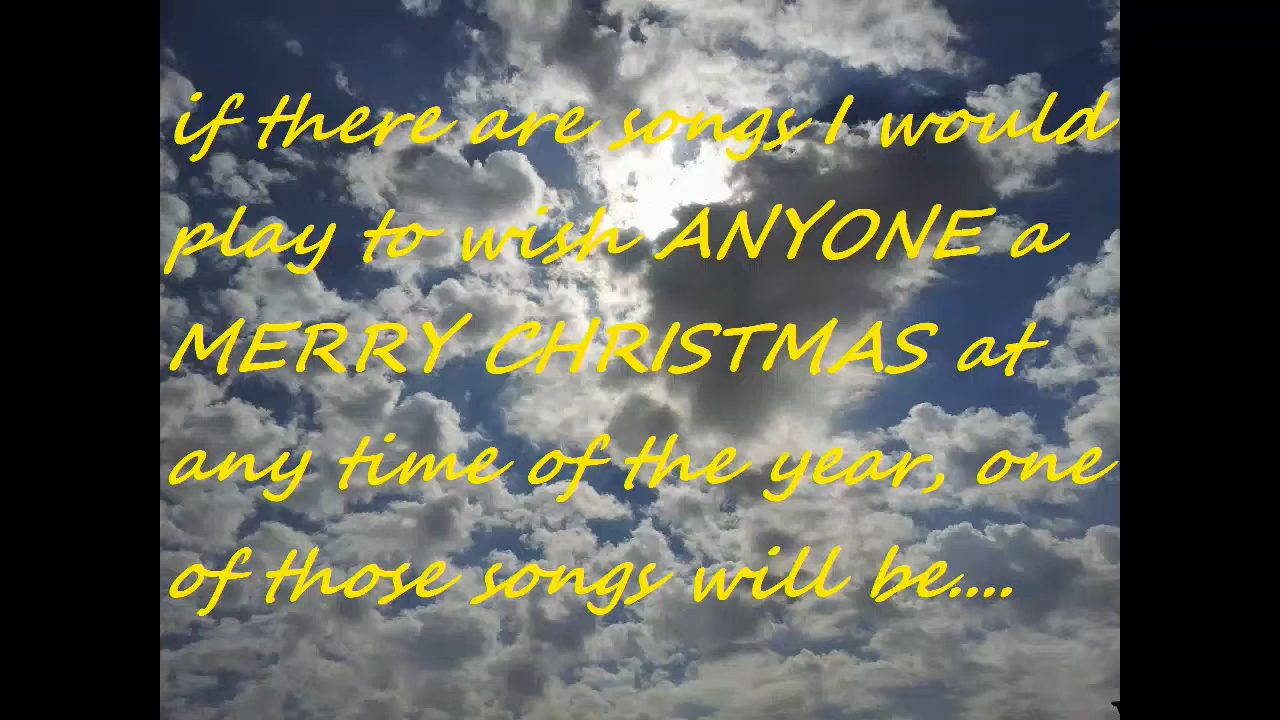 if there are songs I would
play to wish ANYONE a
MERRY CHRISTMAS at
any time of the year, one
of those songs will be....